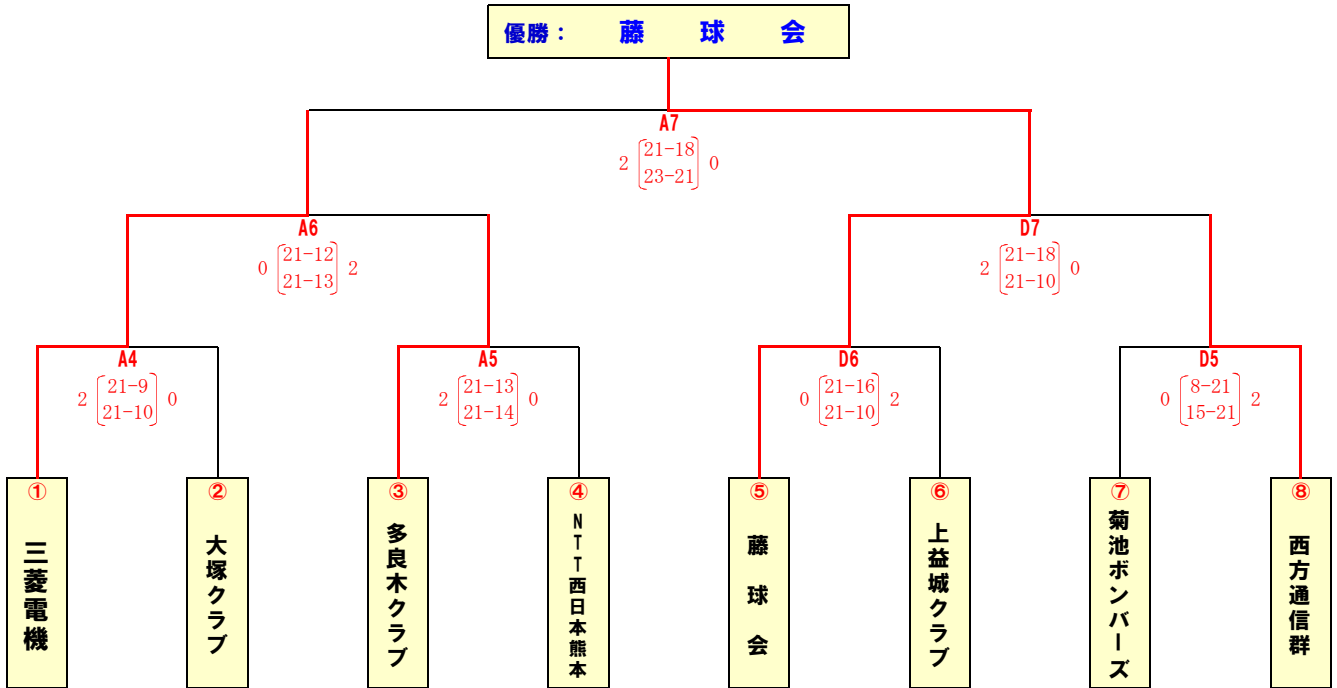 優勝： 藤 球 会
A7
2 21-18 0
23-21
A6
0 21-12 2
21-13
D7
2 21-18 0
21-10
A4
2 21-9 0
21-10
A5
2 21-13 0
21-14
D6
0 21-16 2
21-10
D5
0 8-21 2
15-21
①
三菱電機
②
大塚クラブ
③
多良木クラブ
④
NTT西日本熊本
⑤
藤 球 会
⑥
上益城クラブ
⑦
菊池ボンバーズ
⑧
西方通信群